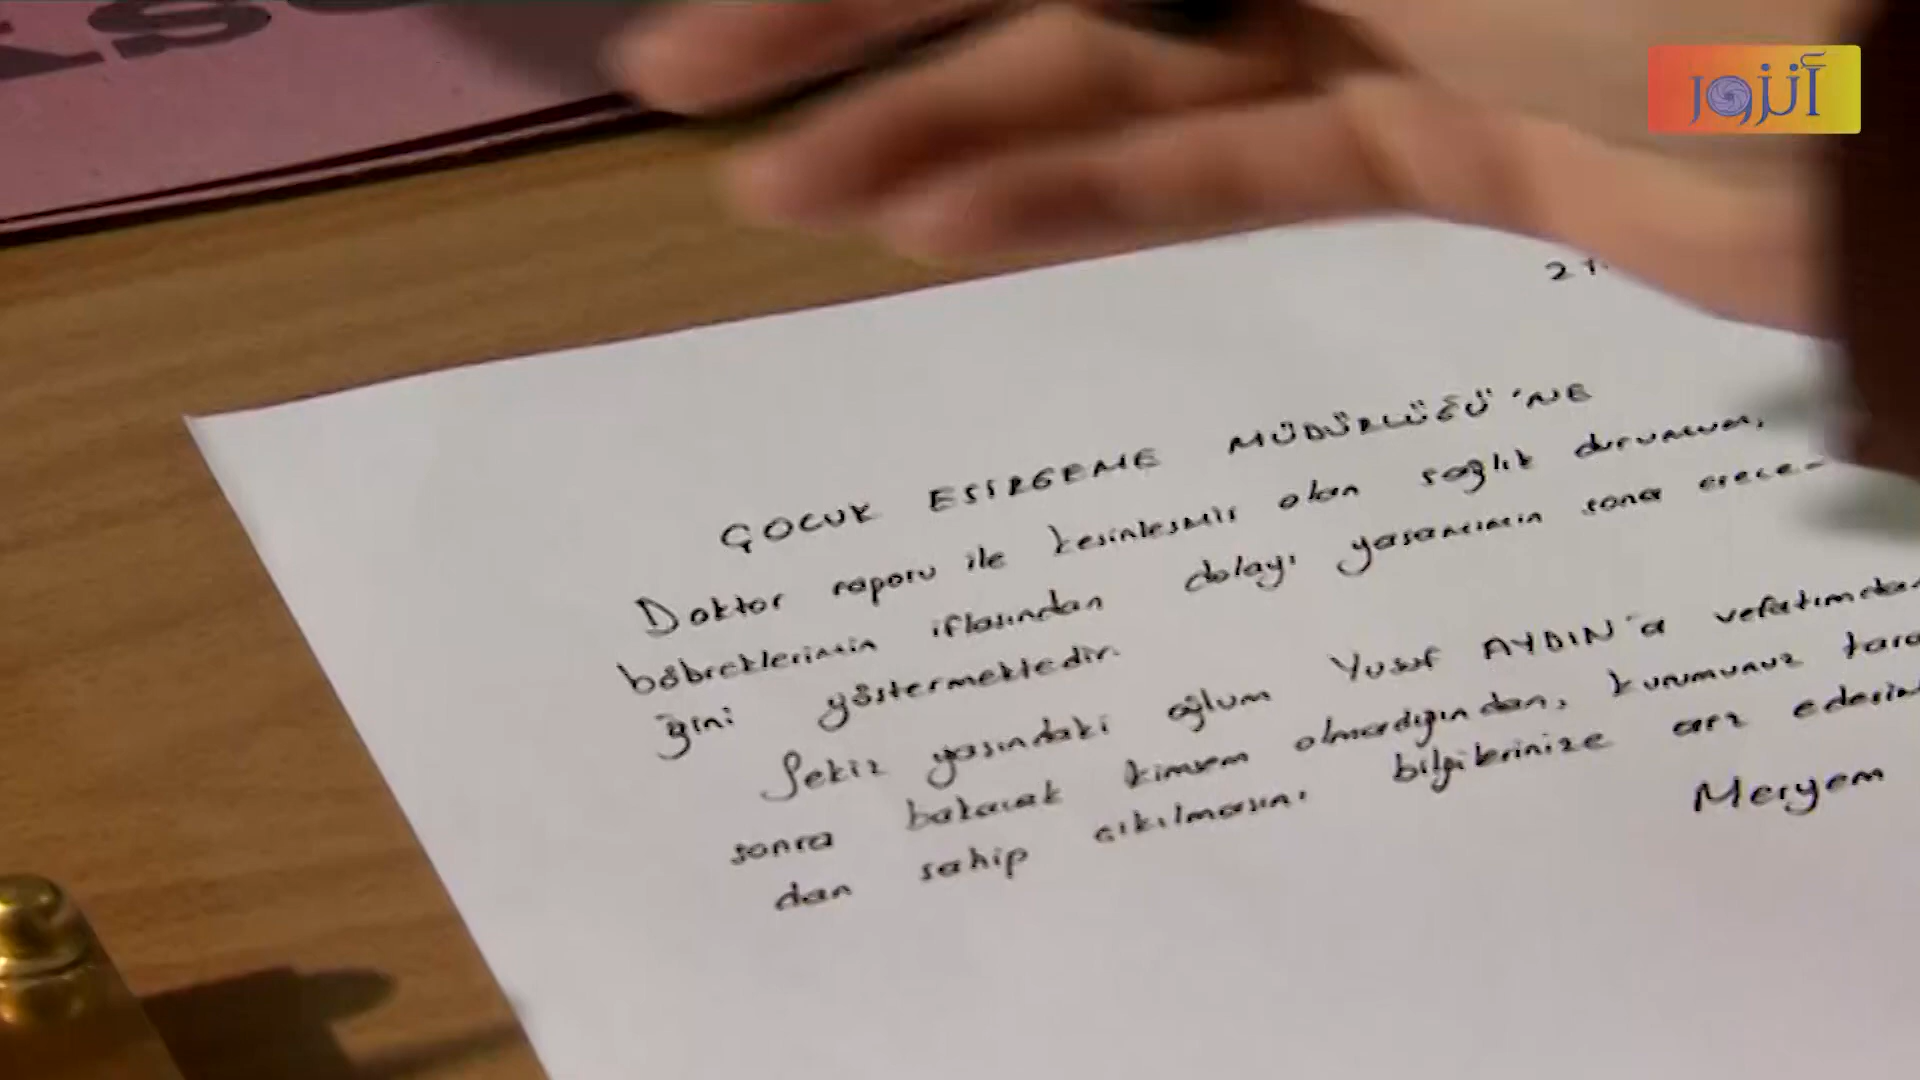 آنژور
ÇOCUK ESİRGEME MÜDÜRLÜĞÜ'NE
Doktor raporu ile kesinleşmiş olan sağlık durumum,
böbreklerimin iflasından dolayı yaşantımın sona erece-
ğini göstermektedir.
Sekiz yaşındaki oğlum Yusuf AYDIN'a vefatımdan
sonra bakacak kimsem olmadığından, kurumunuz tara
dan sahip çıkılmasını bilgilerinize arz ederim
Meryem